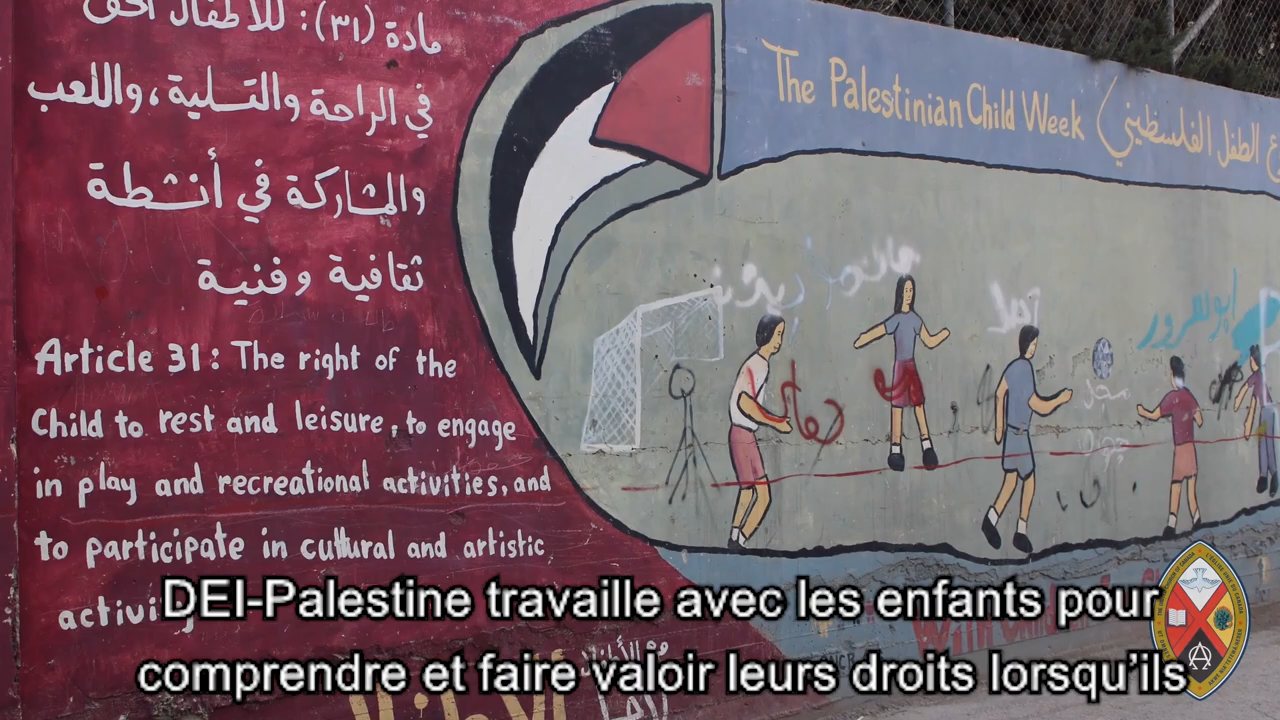 مادة (٣١): للأطفال الحق
في الراحة والتسلية، واللعب
والمشاركة في أنشطة
ثقافية وفنية
Article 31: The right of the
Child to rest and leisure, to engage
in play and recreational activities, and
to participate in cultural and artistic
The Palestinian Child Week (ع الطفل الفلسطيني
مجد
ابو سرور
DEI-Palestine travaille avec les enfants pour
comprendre et faire valoir leurs droits lorsqu'ils